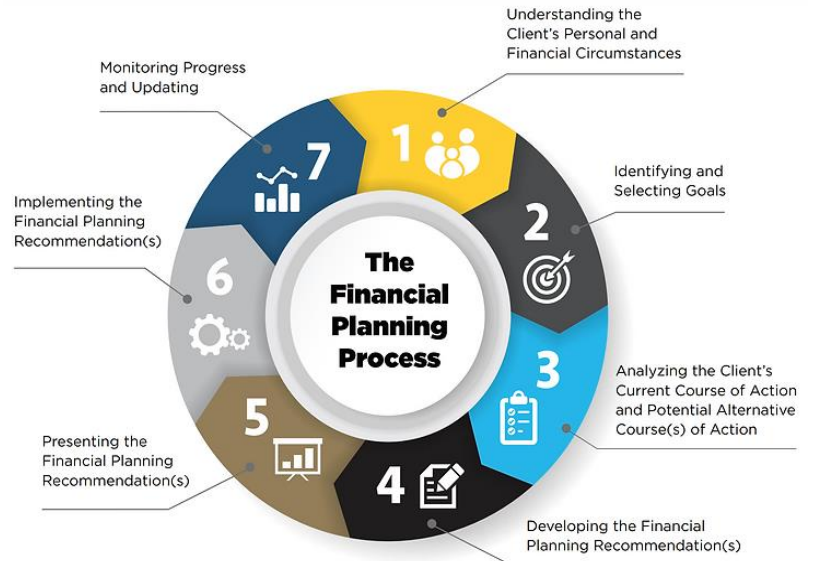 Understanding the
Client's Personal and
Financial Circumstances
Monitoring Progress
and Updating
1
7
Identifying and
Selecting Goals
2
Implementing the
Financial Planning
Recommendation(s)
The
Financial
Planning
Process
6
3
Analyzing the Client's
Current Course of Action
and Potential Alternative
Course(s) of Action
5
Presenting the
Financial Planning
Recommendation(s)
4
Developing the Financial
Planning Recommendation(s)